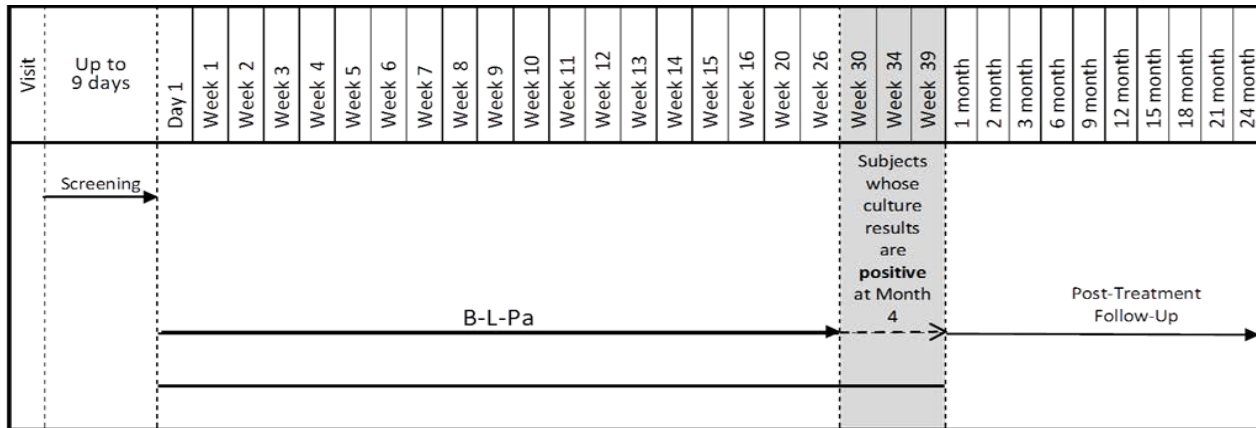 Visit
Up to
9 days
Day 1
Week 1
Week 2
Week 3
Week 4
Week 5
Week 6
Week 7
Week 8
Week 9
Week 10
Week 11
Week 12
Week 13
Week 14
Week 15
Week 16
Week 20
Week 26
Week 30
Week 34
Week 39
1 month
2 month
3 month
6 month
9 month
12 month
15 month
18 month
21 month
24 month
Screening
Subjects
whose
culture
results
are
positive
at Month
4
B-L-Pa
Post-Treatment
Follow-Up